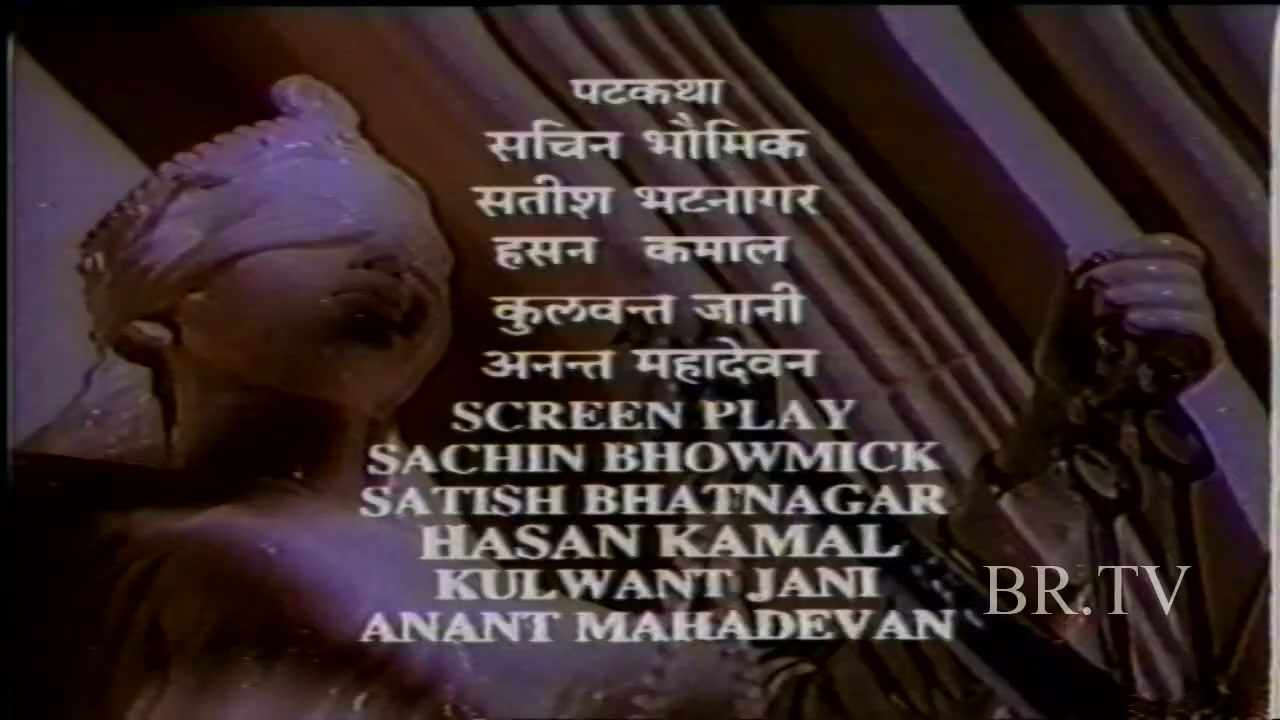 पटकथा
सचिन भौमिक
सतीश भटनागर
हसन कमाल
कुलवन्त जानी
अनन्त महादेवन
SCREEN PLAY
SACHIN BHOWMICK
SATISH BHATNAGAR
HASAN KAMAL
KULWANT JANI
ANANT MAHADEVAN
BR.TV